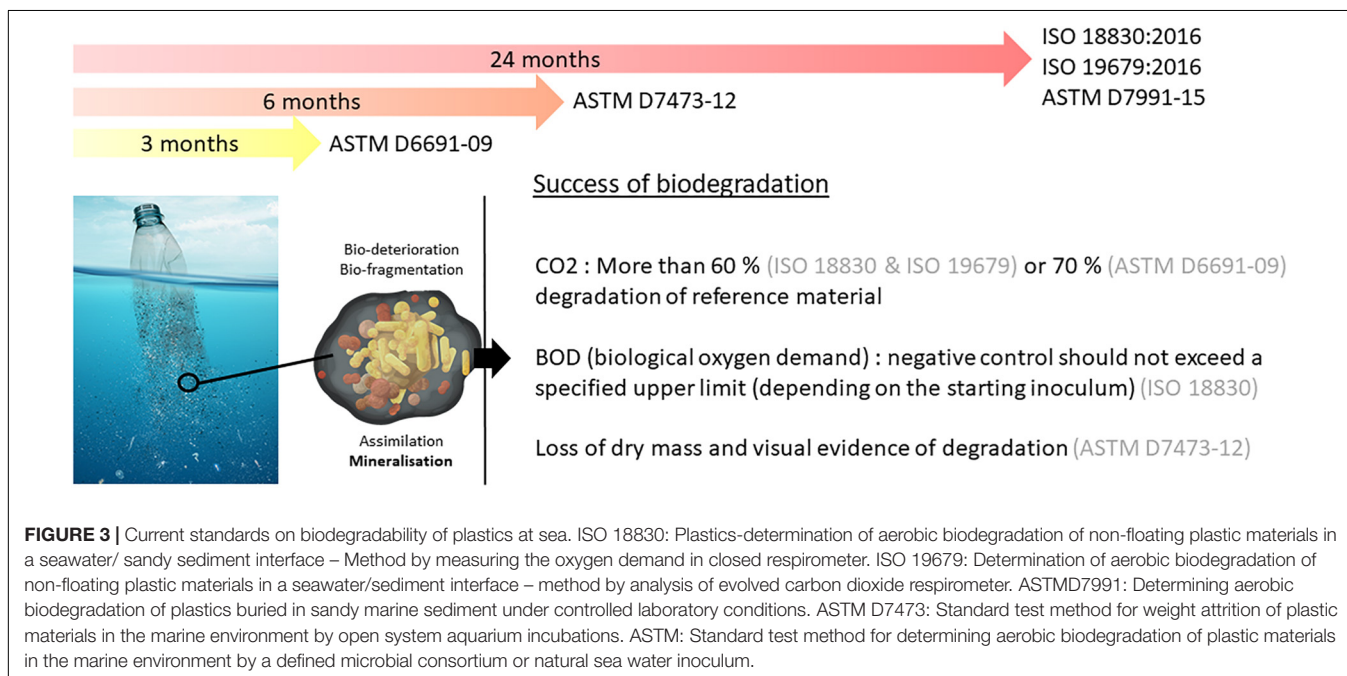 24 months
ISO 18830:2016
ISO 19679:2016
ASTM D7991-15
6 months
ASTM D7473-12
3 months
ASTM D6691-09
Success of biodegradation
Bio-deterioration
Bio-fragmentation
Assimilation
Mineralisation
CO2 : More than 60 % (ISO 18830 & ISO 19679) or 70 % (ASTM D6691-09)
degradation of reference material
BOD (biological oxygen demand) : negative control should not exceed a
specified upper limit (depending on the starting inoculum) (ISO 18830)
Loss of dry mass and visual evidence of degradation (ASTM D7473-12)
FIGURE 3 | Current standards on biodegradability of plastics at sea. ISO 18830: Plastics-determination of aerobic biodegradation of non-floating plastic materials in
a seawater/ sandy sediment interface – Method by measuring the oxygen demand in closed respirometer. ISO 19679: Determination of aerobic biodegradation of
non-floating plastic materials in a seawater/sediment interface – method by analysis of evolved carbon dioxide respirometer. ASTMD7991: Determining aerobic
biodegradation of plastics buried in sandy marine sediment under controlled laboratory conditions. ASTM D7473: Standard test method for weight attrition of plastic
materials in the marine environment by open system aquarium incubations. ASTM: Standard test method for determining aerobic biodegradation of plastic materials
in the marine environment by a defined microbial consortium or natural sea water inoculum.